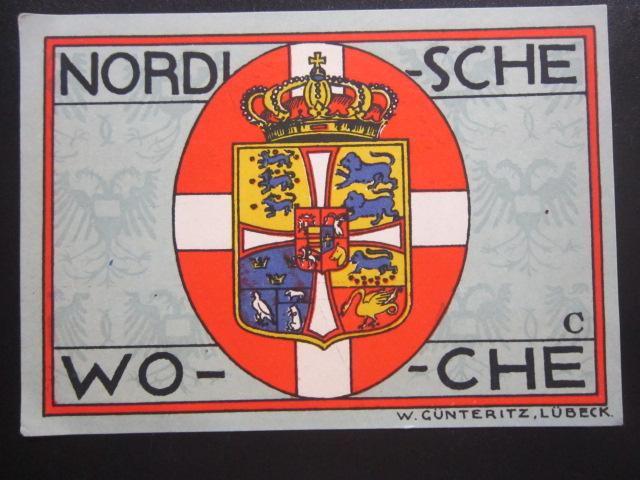 NORDI-SCHE
C
WO--CHE
W. GÜNTERITZ, LÜBECK.